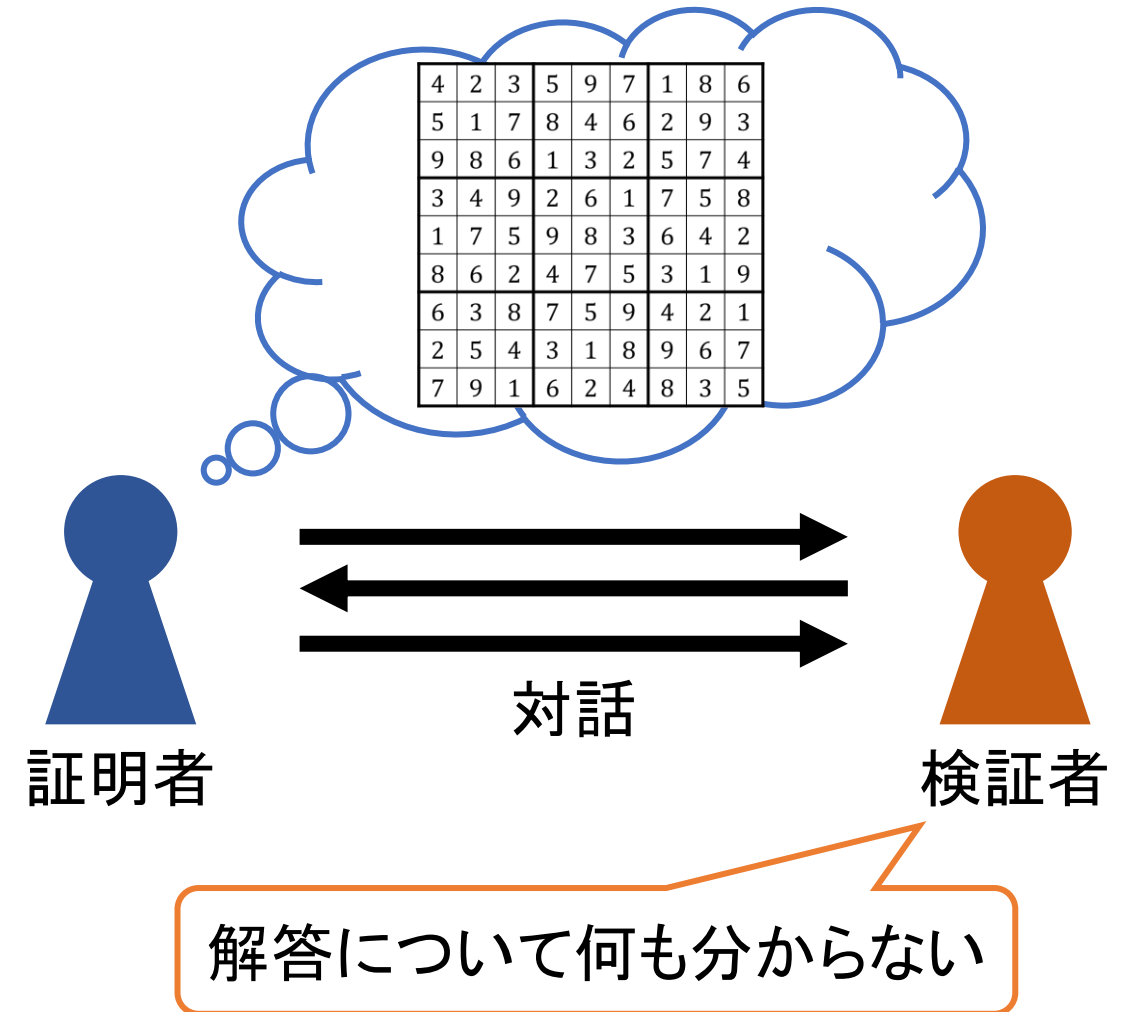 4 2 3 5 9 7 1 8 6
5 1 7 8 4 6 2 9 3
9 8 6 1 3 2 5 7 4
3 4 9 2 6 1 7 5 8
1 7 5 9 8 3 6 4 2
8 6 2 4 7 5 3 1 9
6 3 8 7 5 9 4 2 1
2 5 4 3 1 8 9 6 7
7 9 1 6 2 4 8 3 5
対話
証明者
検証者
解答について何も分からない